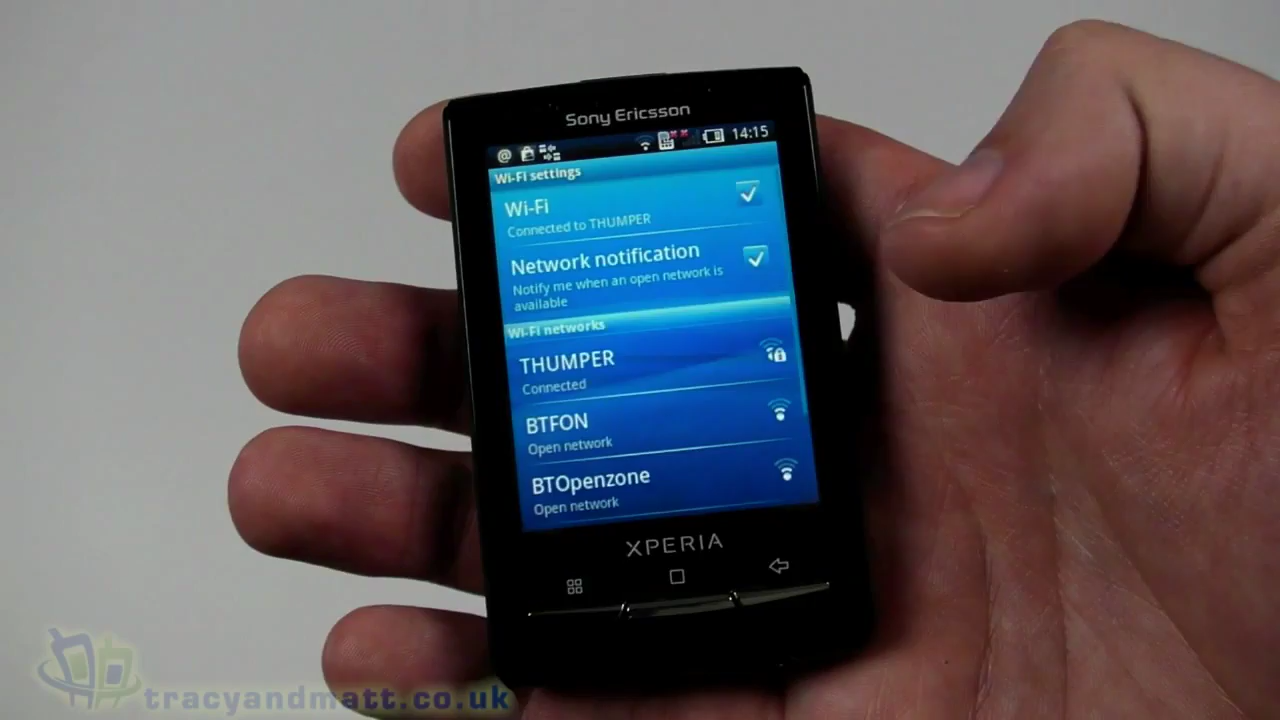 Sony Ericsson
@ 14:15
Wi-Fi settings
Wi-Fi
Connected to THUMPER
Network notification
Notify me when an open network is
available
Wi-Fi networks
THUMPER
Connected
BTFON
Open network
BTOpenzone
Open network
XPERIA
tracyandmatt.co.uk